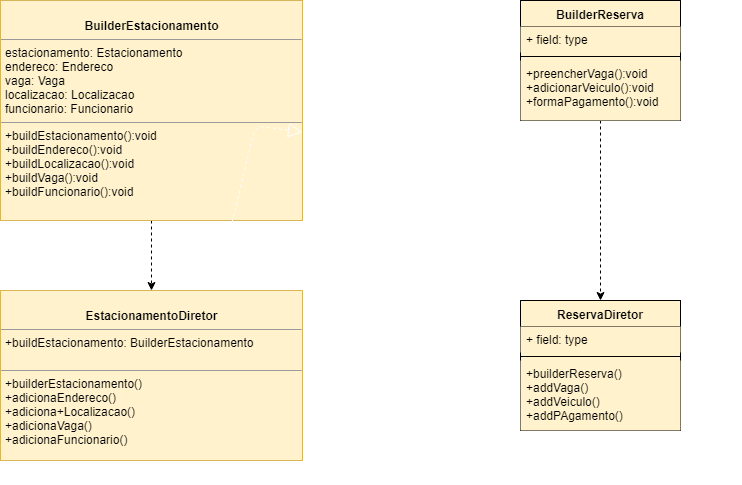 BuilderEstacionamento
estacionamento: Estacionamento
endereco: Endereco
vaga: Vaga
localizacao: Localizacao
funcionario: Funcionario
+buildEstacionamento():void
+buildEndereco():void
+buildLocalizacao():void
+buildVaga():void
+buildFuncionario():void
BuilderReserva
+ field: type
+preencherVaga():void
+adicionarVeiculo():void
+formaPagamento():void
EstacionamentoDiretor
+buildEstacionamento: BuilderEstacionamento
+builderEstacionamento()
+adicionaEndereco()
+adiciona+Localizacao()
+adicionaVaga()
+adicionaFuncionario()
ReservaDiretor
+ field: type
+builderReserva()
+addVaga()
+addVeiculo()
+addPAgamento()